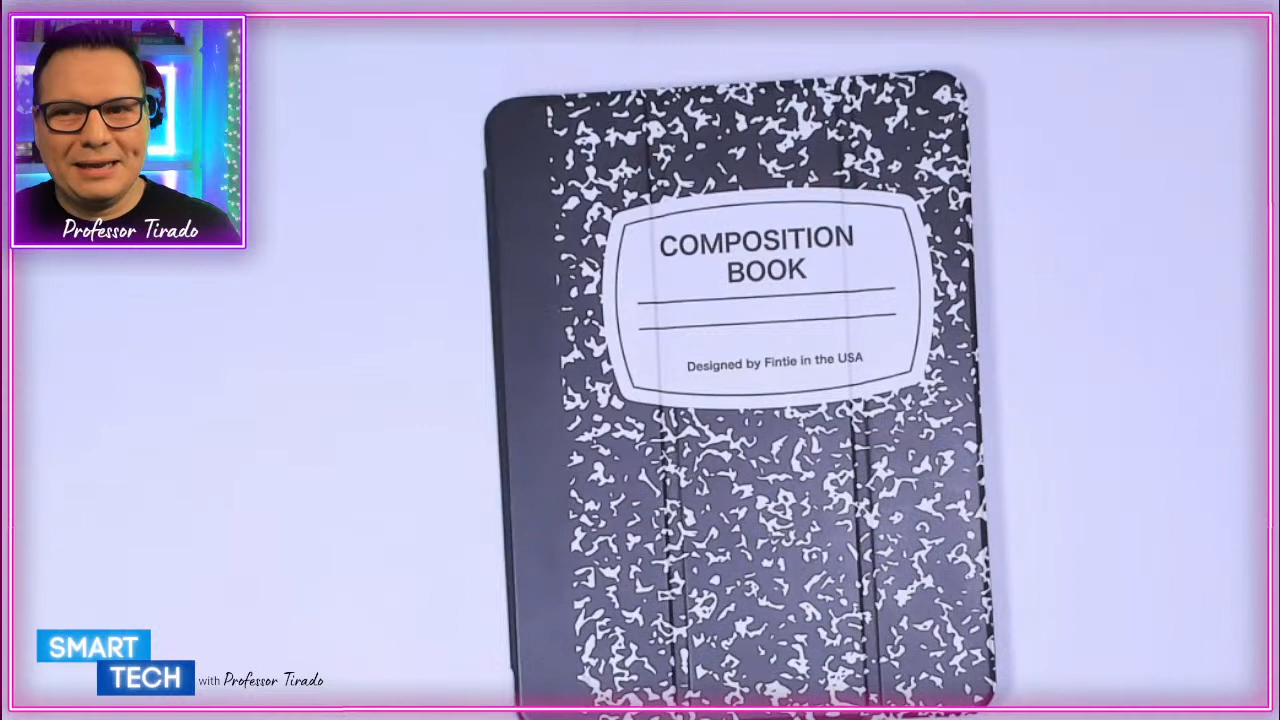 Professor Tirado
COMPOSITION
BOOK
Designed by Fintie in the USA
SMART
TECH
with Professor Tirado